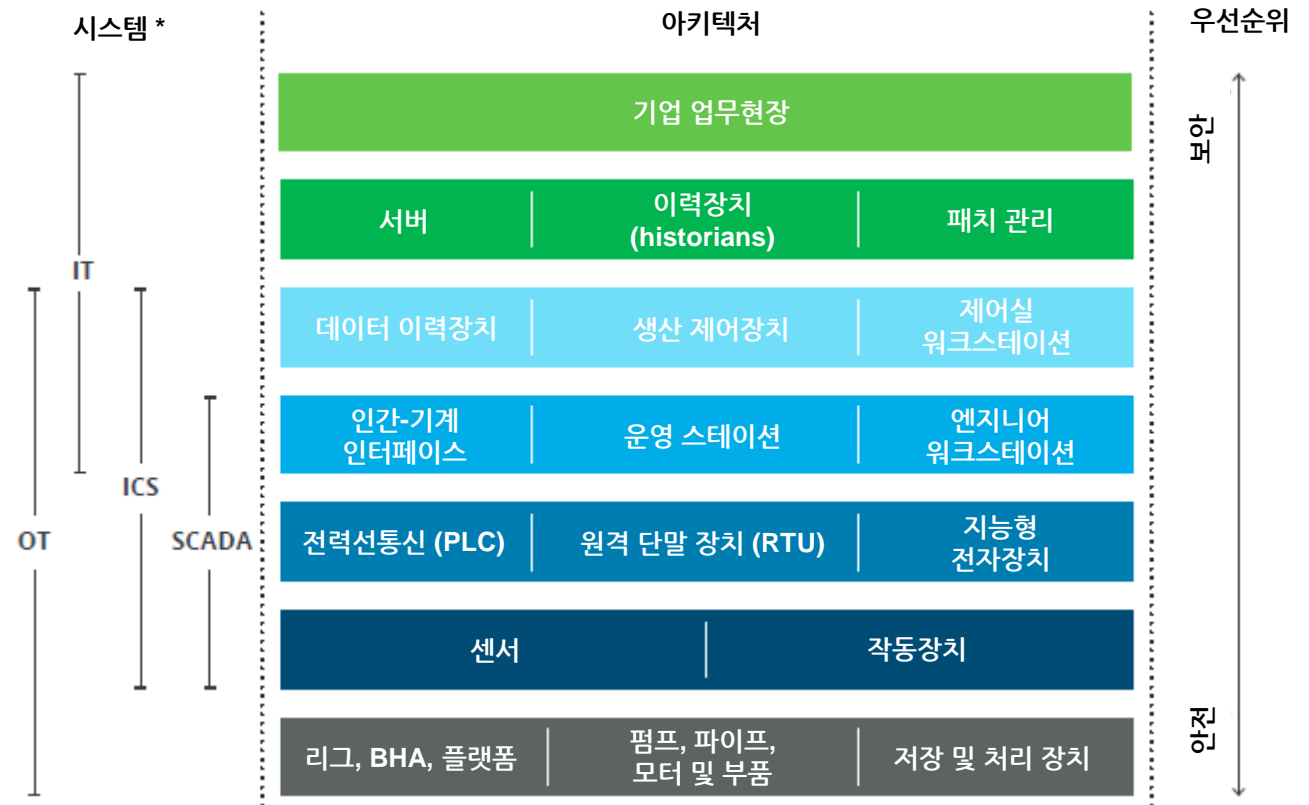 시스템 *
아키텍처
우선순위
기업 업무현장
보안
서버
이력장치
(historians)
패치 관리
IT
데이터 이력장치
생산 제어장치
제어실
워크스테이션
인간-기계
인터페이스
운영 스테이션
엔지니어
워크스테이션
ICS
OT
SCADA
전력선통신 (PLC)
원격 단말 장치 (RTU)
지능형
전자장치
센서
작동장치
안전
리그, BHA, 플랫폼
펌프, 파이프,
모터 및 부품
저장 및 처리 장치